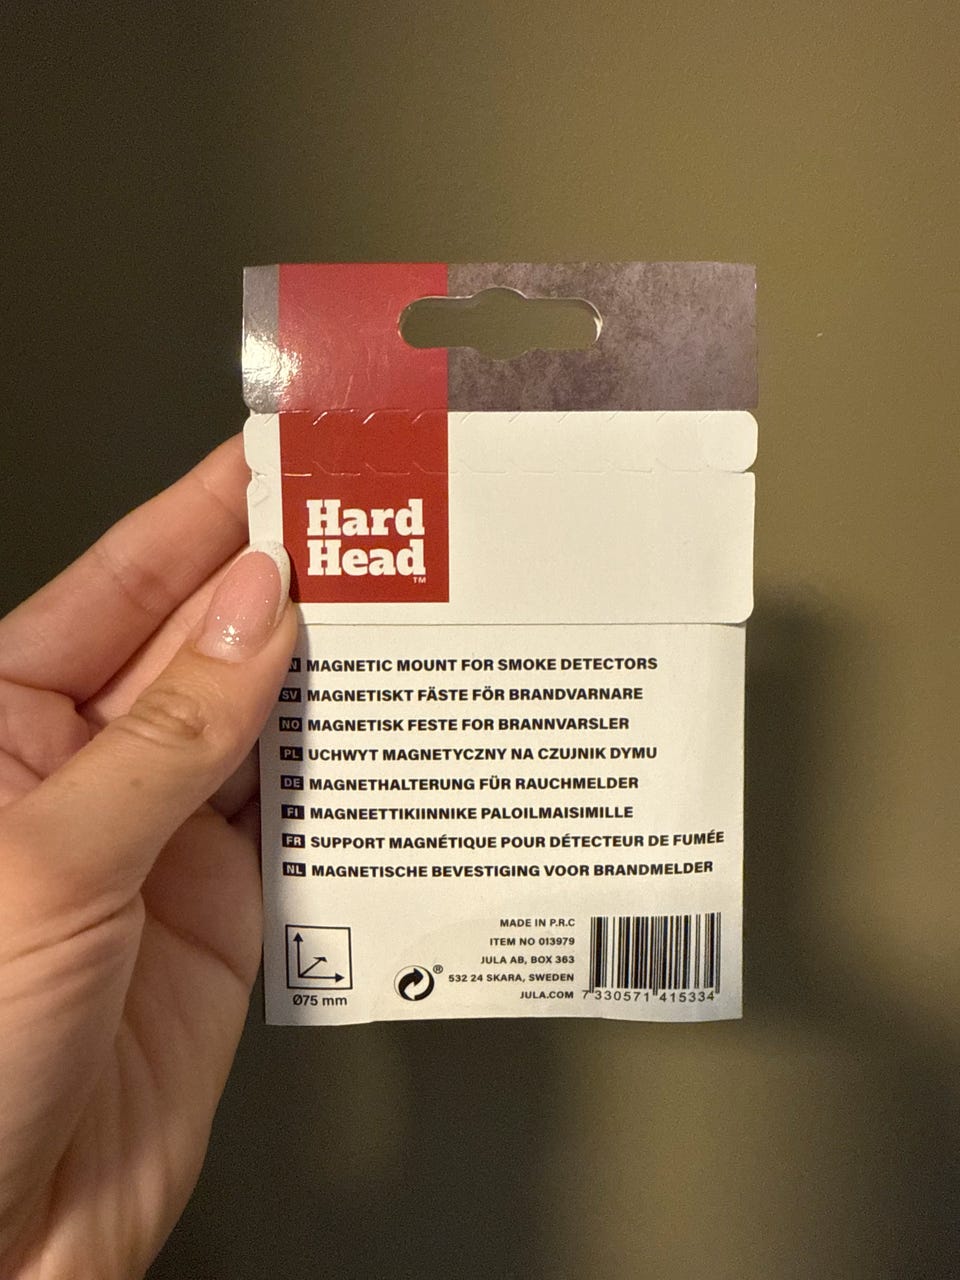 Hard
Head
TM
N MAGNETIC MOUNT FOR SMOKE DETECTORS
SV MAGNETISKT FÄSTE FÖR BRANDVARNARE
NO MAGNETISK FESTE FOR BRANNVARSLER
PL UCHWYT MAGNETYCZNY NA CZUJNIK DYMU
DE MAGNETHALTERUNG FÜR RAUCHMELDER
FI MAGNEETTIKIINNIKE PALOILMAISIMILLE
FR SUPPORT MAGNÉTIQUE POUR DÉTECTEUR DE FUMÉE
NL MAGNETISCHE BEVESTIGING VOOR BRANDMELDER
Ø75 mm
®
MADE IN P.R.C
ITEM NO 013979
JULA AB, BOX 363
532 24 SKARA, SWEDEN
JULA.COM
7 330571 415334